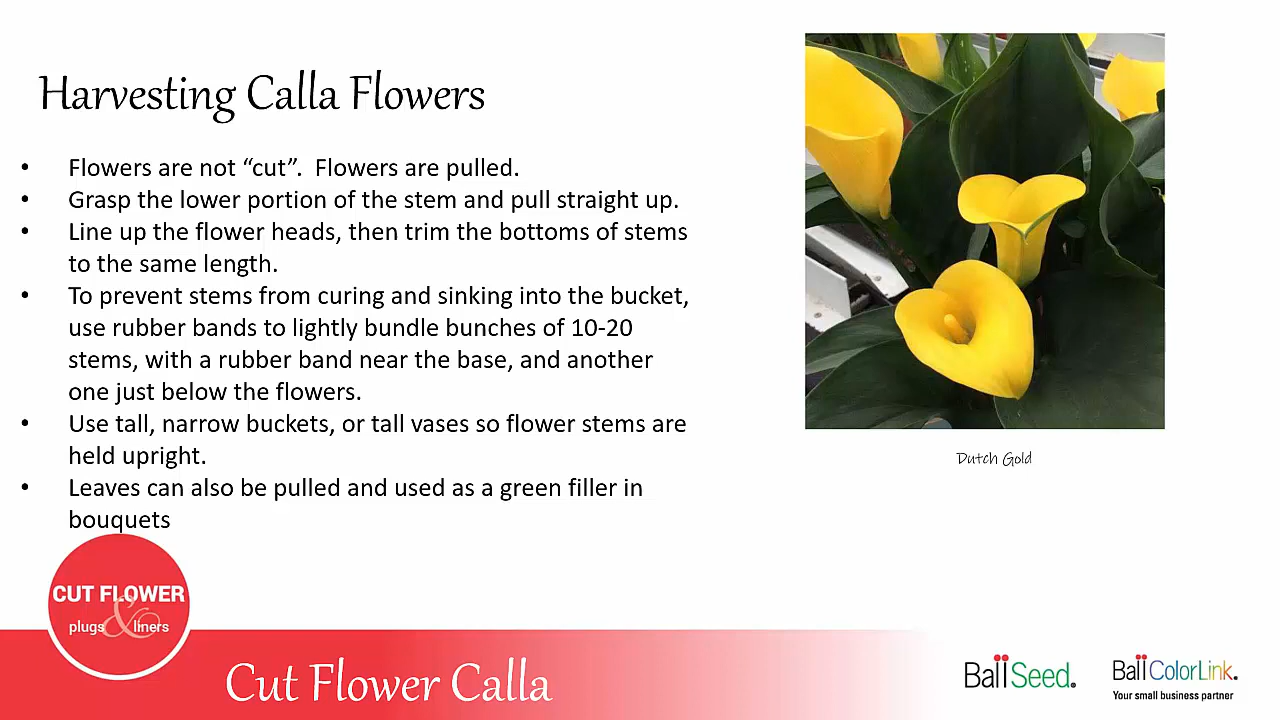 Harvesting Calla Flowers
• Flowers are not “cut”.  Flowers are pulled.
• Grasp the lower portion of the stem and pull straight up.
• Line up the flower heads, then trim the bottoms of stems
to the same length.
• To prevent stems from curing and sinking into the bucket,
use rubber bands to lightly bundle bunches of 10-20
stems, with a rubber band near the base, and another
one just below the flowers.
• Use tall, narrow buckets, or tall vases so flower stems are
held upright.
• Leaves can also be pulled and used as a green filler in
bouquets
Dutch Gold
CUT FLOWER
plugs & liners
Cut Flower Calla
Ball Seed.
Ball ColorLink.
Your small business partner